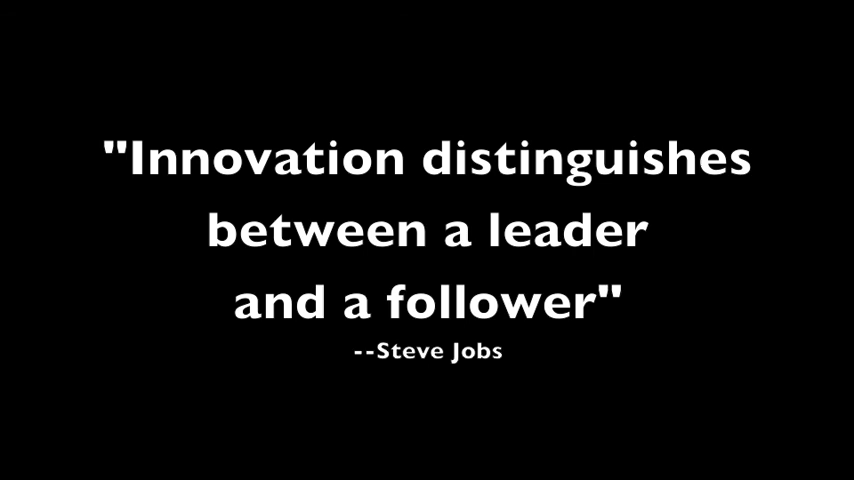 "Innovation distinguishes
between a leader
and a follower"
--Steve Jobs